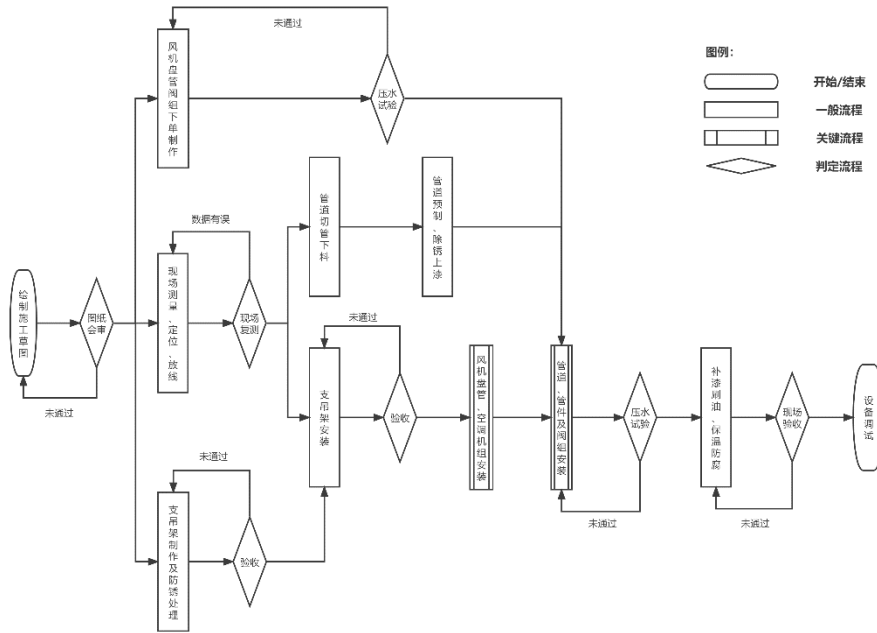 未通过
风机盘管阀组下单制作
压水
试验
图例：
开始/结束
一般流程
关键流程
判定流程
数据有误
管道切管下料
管道预制、除锈上漆
绘制施工草图
图纸
会审
现场测量、定位、放线
现场
复测
未通过
未通过
支吊架安装
验收
风机盘管、空调机组安装
管道、管件及阀组安装
压水
试验
补漆刷油、保温防腐
现场
验收
设备调试
未通过
未通过
未通过
支吊架制作及防锈处理
验收